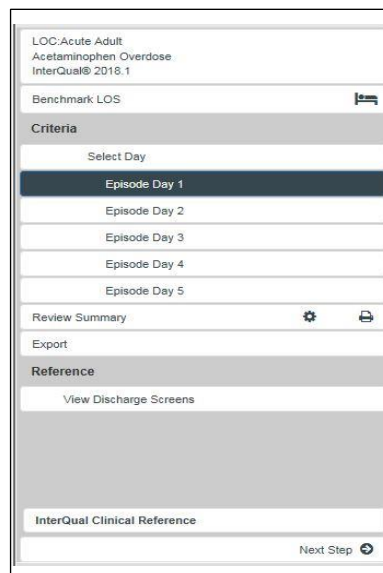 LOC:Acute Adult
Acetaminophen Overdose
InterQual® 2018.1
Benchmark LOS
Criteria
Select Day
Episode Day 1
Episode Day 2
Episode Day 3
Episode Day 4
Episode Day 5
Review Summary
Export
Reference
View Discharge Screens
InterQual Clinical Reference
Next Step